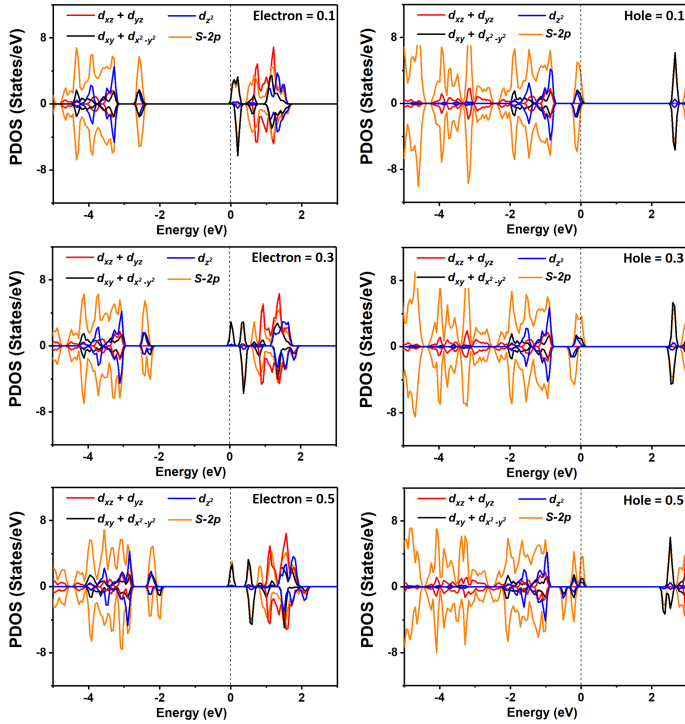 d_xz + d_yz d_z² Electron = 0.1
d_xy + d_x²-y² S-2p
PDOS (States/eV)
8
0
-8
-4 -2 0 2
Energy (eV)
d_xz + d_yz d_z² Hole = 0.1
d_xy + d_x²-y² S-2p
PDOS (States/eV)
8
0
-8
-4 -2 0 2
Energy (eV)
d_xz + d_yz d_z² Electron = 0.3
d_xy + d_x²-y² S-2p
PDOS (States/eV)
8
0
-8
-4 -2 0 2
Energy (eV)
d_xz + d_yz d_z² Hole = 0.3
d_xy + d_x²-y² S-2p
PDOS (States/eV)
8
0
-8
-4 -2 0 2
Energy (eV)
d_xz + d_yz d_z² Electron = 0.5
d_xy + d_x²-y² S-2p
PDOS (States/eV)
8
0
-8
-4 -2 0 2
Energy (eV)
d_xz + d_yz d_z² Hole = 0.5
d_xy + d_x²-y² S-2p
PDOS (States/eV)
8
0
-8
-4 -2 0 2
Energy (eV)